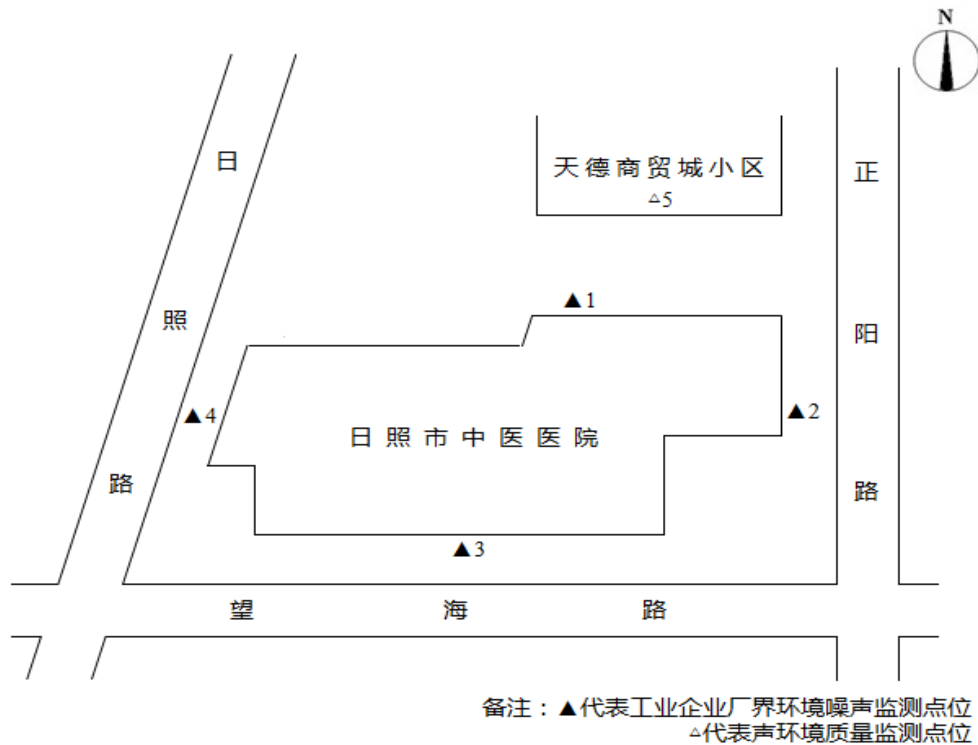 N
日照路
正阳路
天德商贸城小区
△5
▲1
▲4
▲2
日照市中医医院
▲3
望海路
备注：▲代表工业企业厂界环境噪声监测点位
△代表声环境质量监测点位